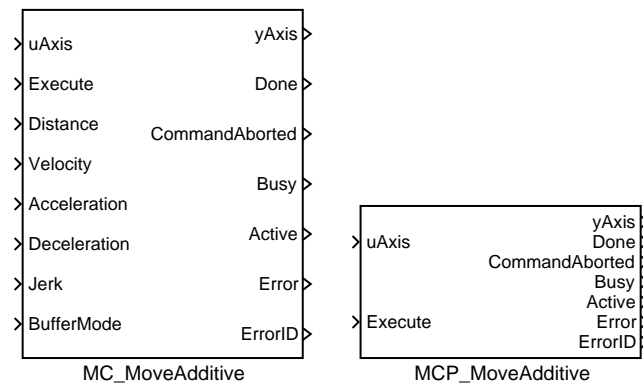 uAxis
Execute
Distance
Velocity
Acceleration
Deceleration
Jerk
BufferMode
yAxis
Done
CommandAborted
Busy
Active
Error
ErrorID
MC_MoveAdditive
uAxis
Execute
yAxis
Done
CommandAborted
Busy
Active
Error
ErrorID
MCP_MoveAdditive